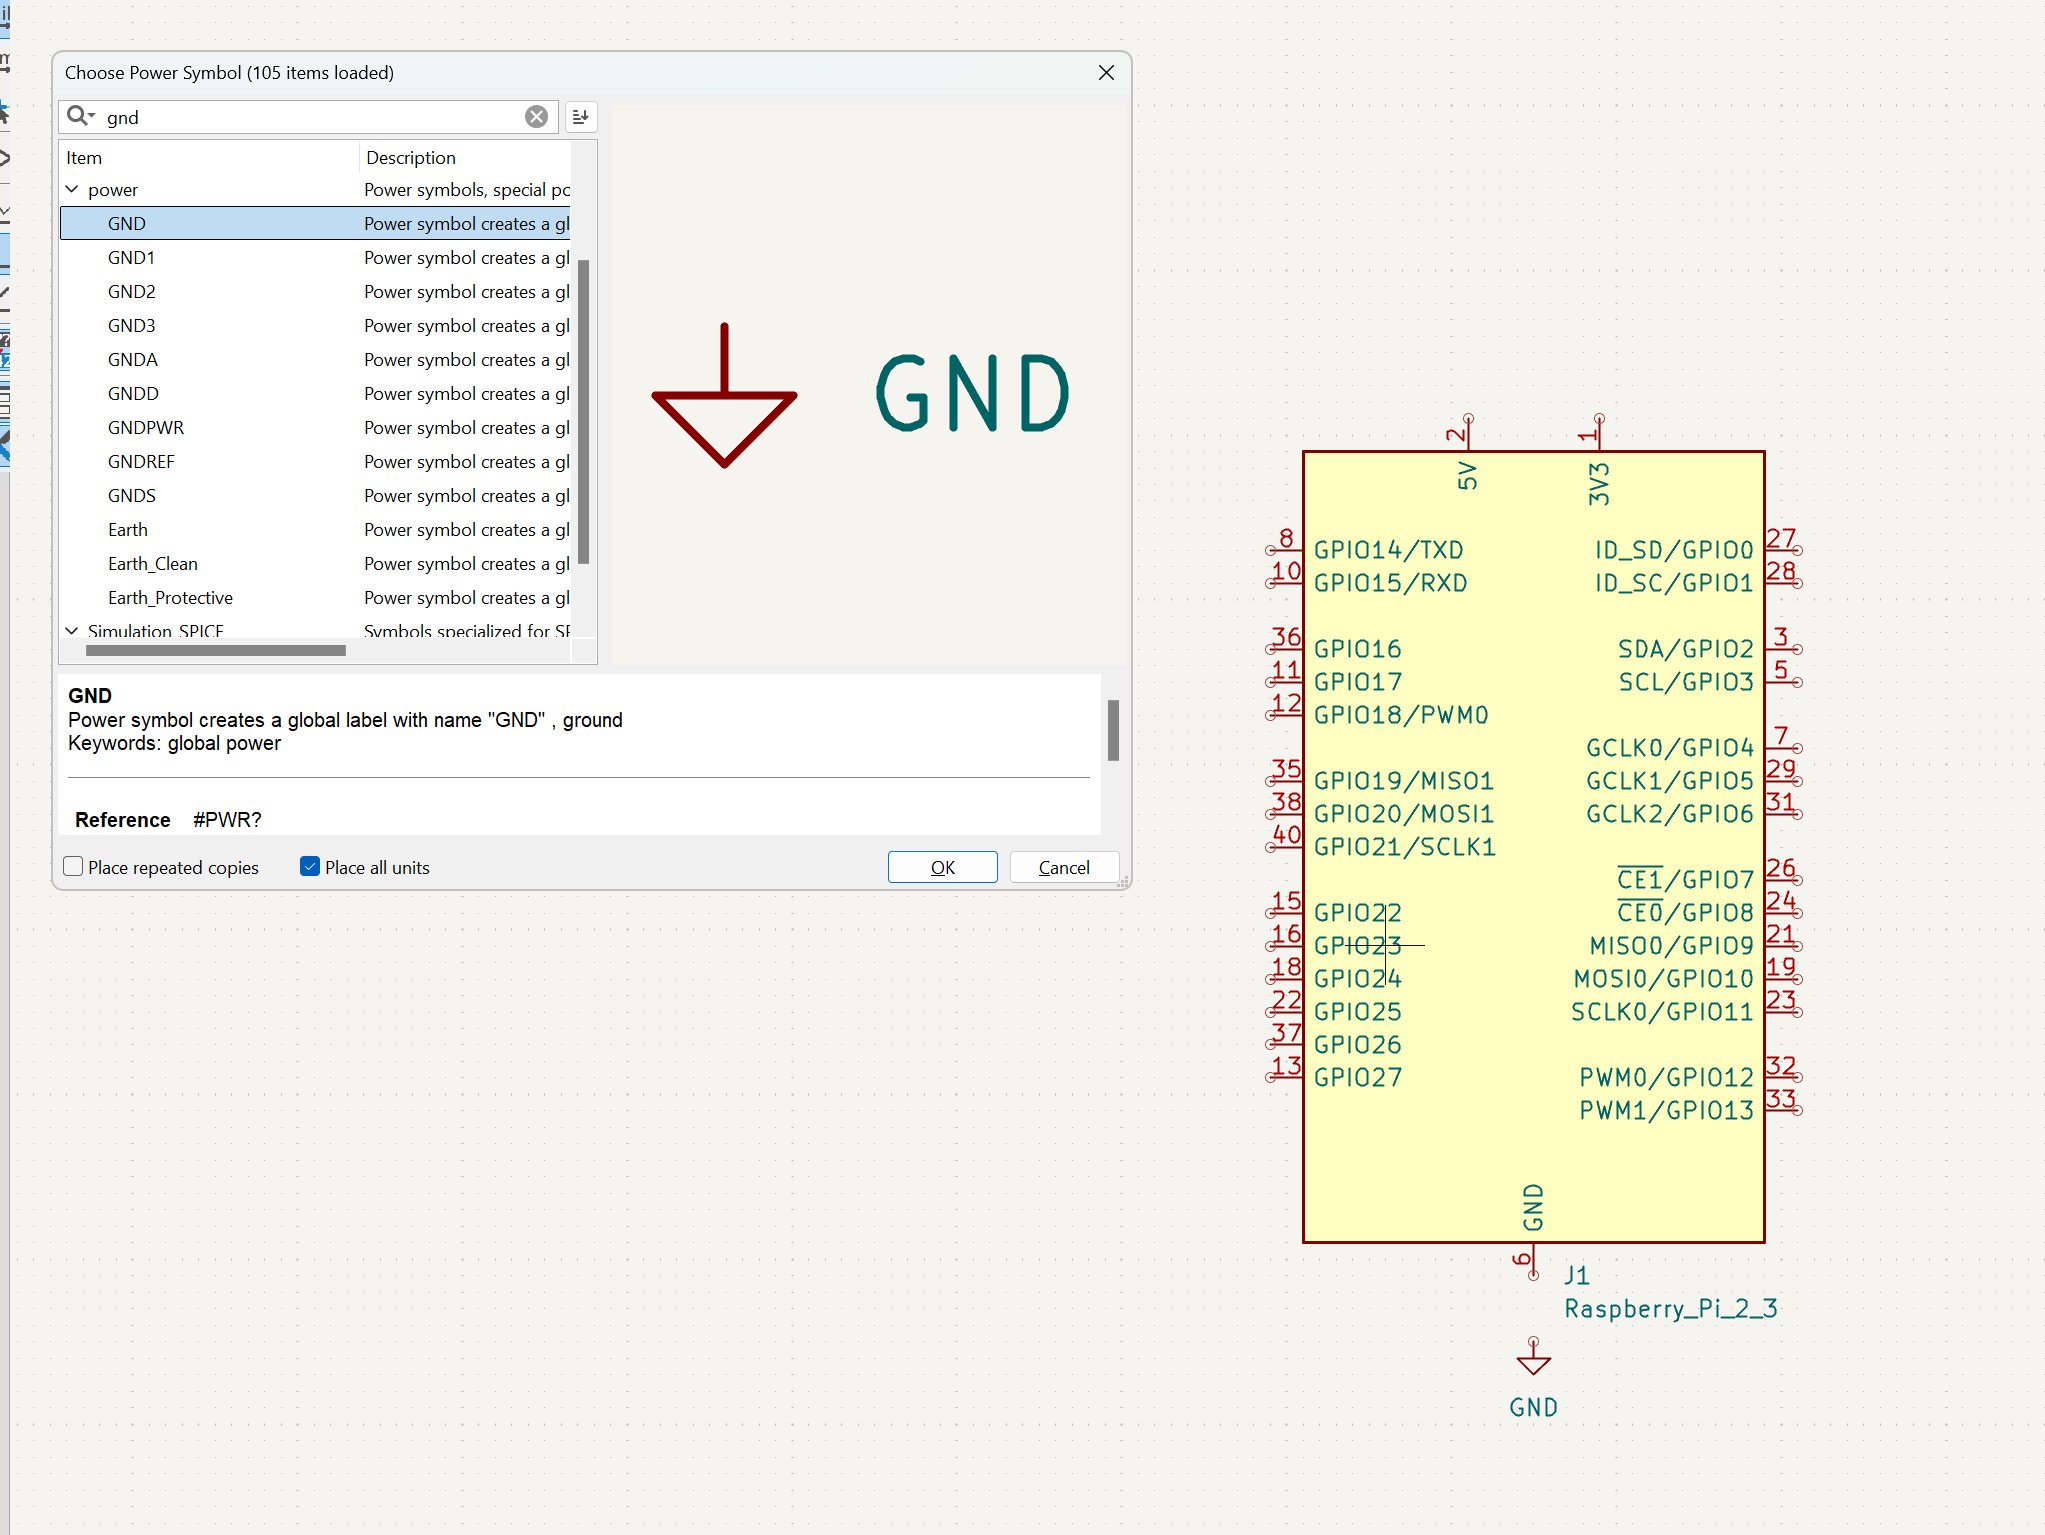 Choose Power Symbol (105 items loaded)
gnd
Item Description
power Power symbols, special po
GND Power symbol creates a gl
GND1 Power symbol creates a gl
GND2 Power symbol creates a gl
GND3 Power symbol creates a gl
GNDA Power symbol creates a gl
GNDD Power symbol creates a gl
GNDPWR Power symbol creates a gl
GNDREF Power symbol creates a gl
GNDS Power symbol creates a gl
Earth Power symbol creates a gl
Earth_Clean Power symbol creates a gl
Earth_Protective Power symbol creates a gl
Simulation_SPICE Symbols specialized for SP
GND
GND
Power symbol creates a global label with name "GND" , ground
Keywords: global power
Reference #PWR?
Place repeated copies
Place all units
OK
Cancel
2 1
5V 3V3
8 GPIO14/TXD ID_SD/GPIO0 27
10 GPIO15/RXD ID_SC/GPIO1 28
36 GPIO16 SDA/GPIO2 3
11 GPIO17 SCL/GPIO3 5
12 GPIO18/PWM0
GCLK0/GPIO4 7
35 GPIO19/MISO1 GCLK1/GPIO5 29
38 GPIO20/MOSI1 GCLK2/GPIO6 31
40 GPIO21/SCLK1
CE1/GPIO7 26
15 GPIO22 CE0/GPIO8 24
16 GPIO23 MISO0/GPIO9 21
18 GPIO24 MOSI0/GPIO10 19
22 GPIO25 SCLK0/GPIO11 23
37 GPIO26
13 GPIO27 PWM0/GPIO12 32
PWM1/GPIO13 33
GND
6
J1
Raspberry_Pi_2_3
GND